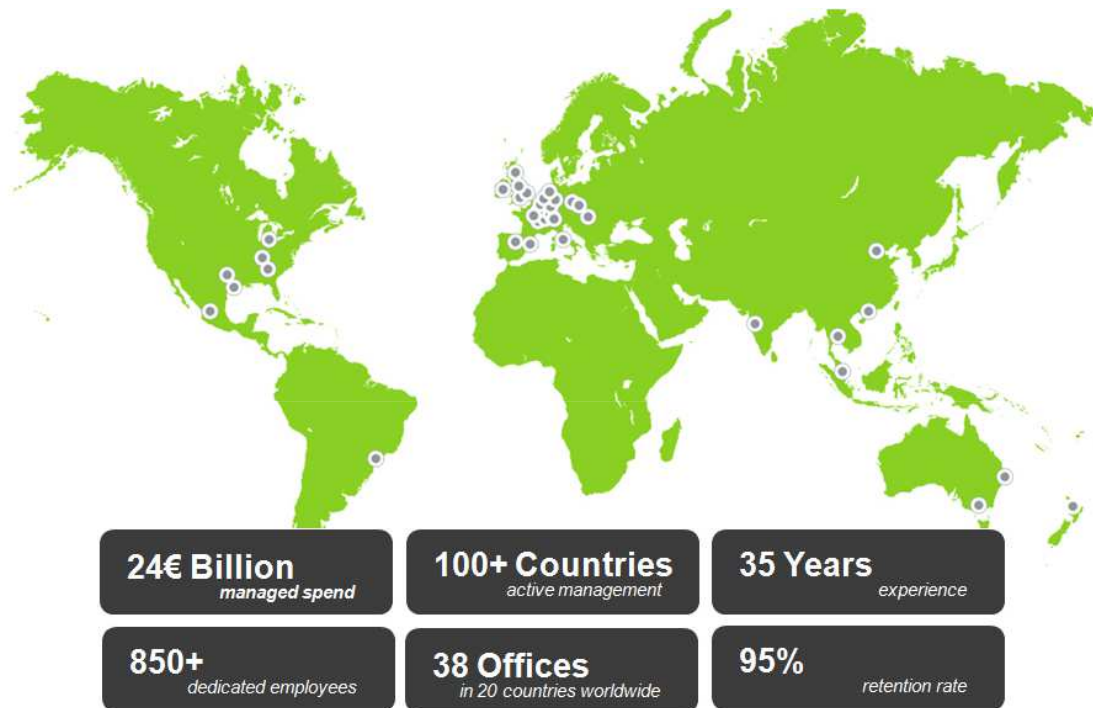 24€ Billion
managed spend
100+ Countries
active management
35 Years
experience
850+
dedicated employees
38 Offices
in 20 countries worldwide
95%
retention rate